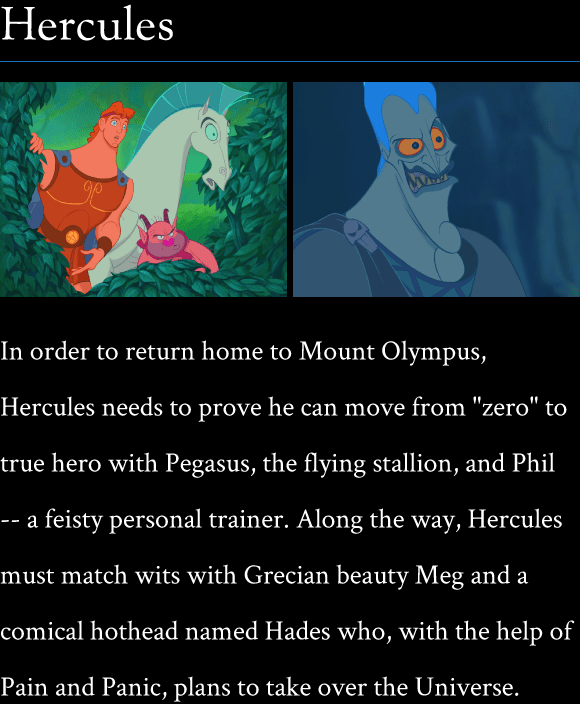 Hercules
In order to return home to Mount Olympus,
Hercules needs to prove he can move from "zero" to
true hero with Pegasus, the flying stallion, and Phil
-- a feisty personal trainer. Along the way, Hercules
must match wits with Grecian beauty Meg and a
comical hothead named Hades who, with the help of
Pain and Panic, plans to take over the Universe.